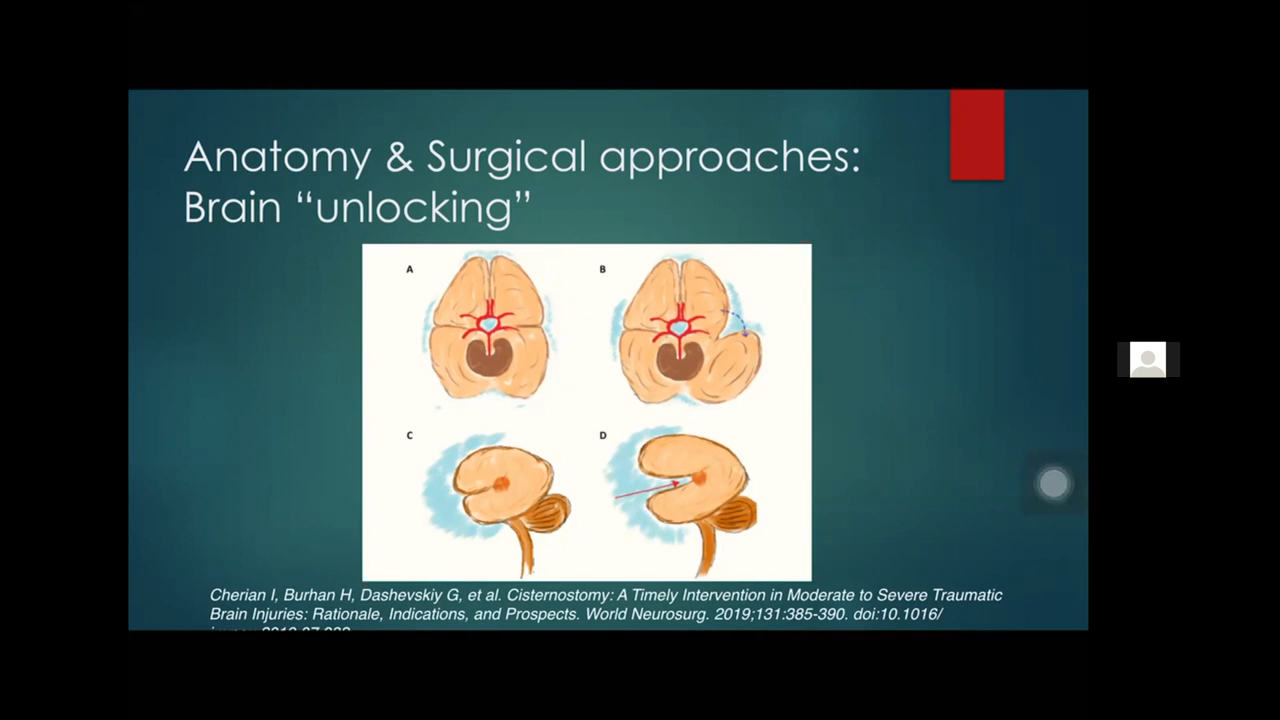 Anatomy & Surgical approaches:
Brain “unlocking”
A
B
C
D
Cherian I, Burhan H, Dashevskiy G, et al. Cisternostomy: A Timely Intervention in Moderate to Severe Traumatic
Brain Injuries: Rationale, Indications, and Prospects. World Neurosurg. 2019;131:385-390. doi:10.1016/